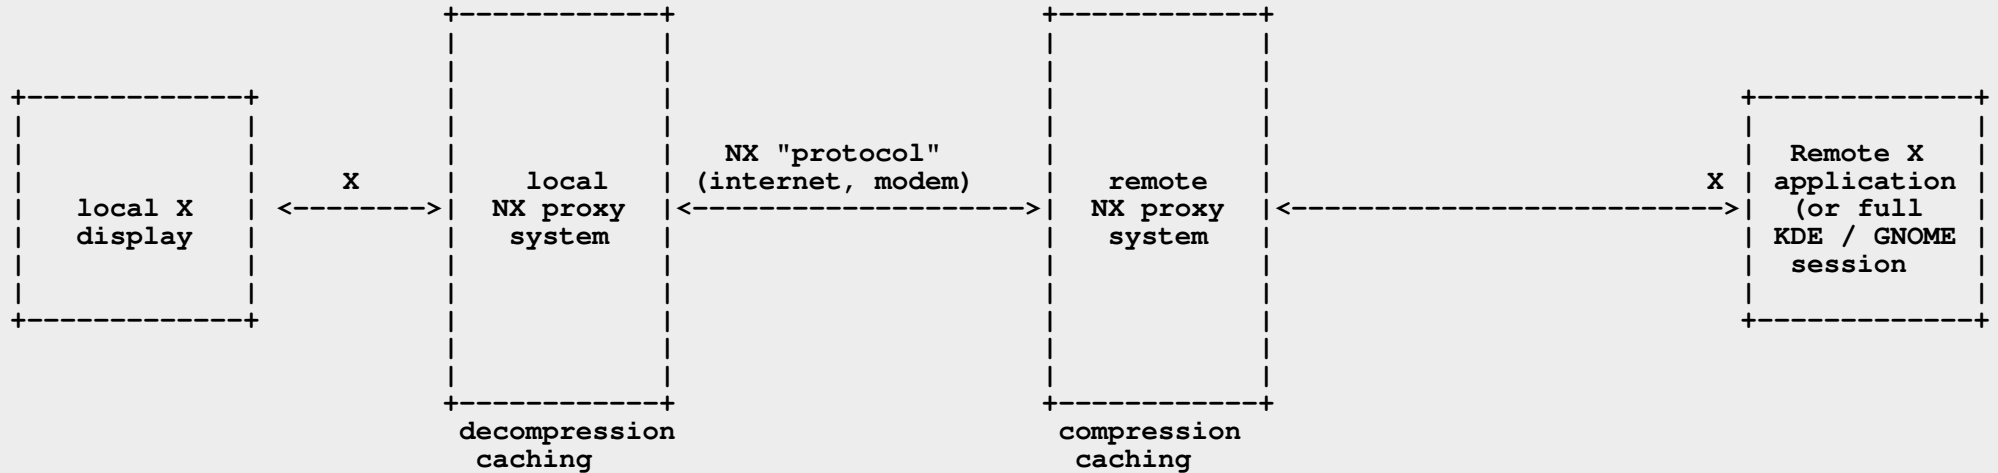 local X
display
X
local
NX proxy
system
decompression
caching
NX "protocol"
(internet, modem)
remote
NX proxy
system
compression
caching
X
Remote X
application
(or full
KDE / GNOME
session